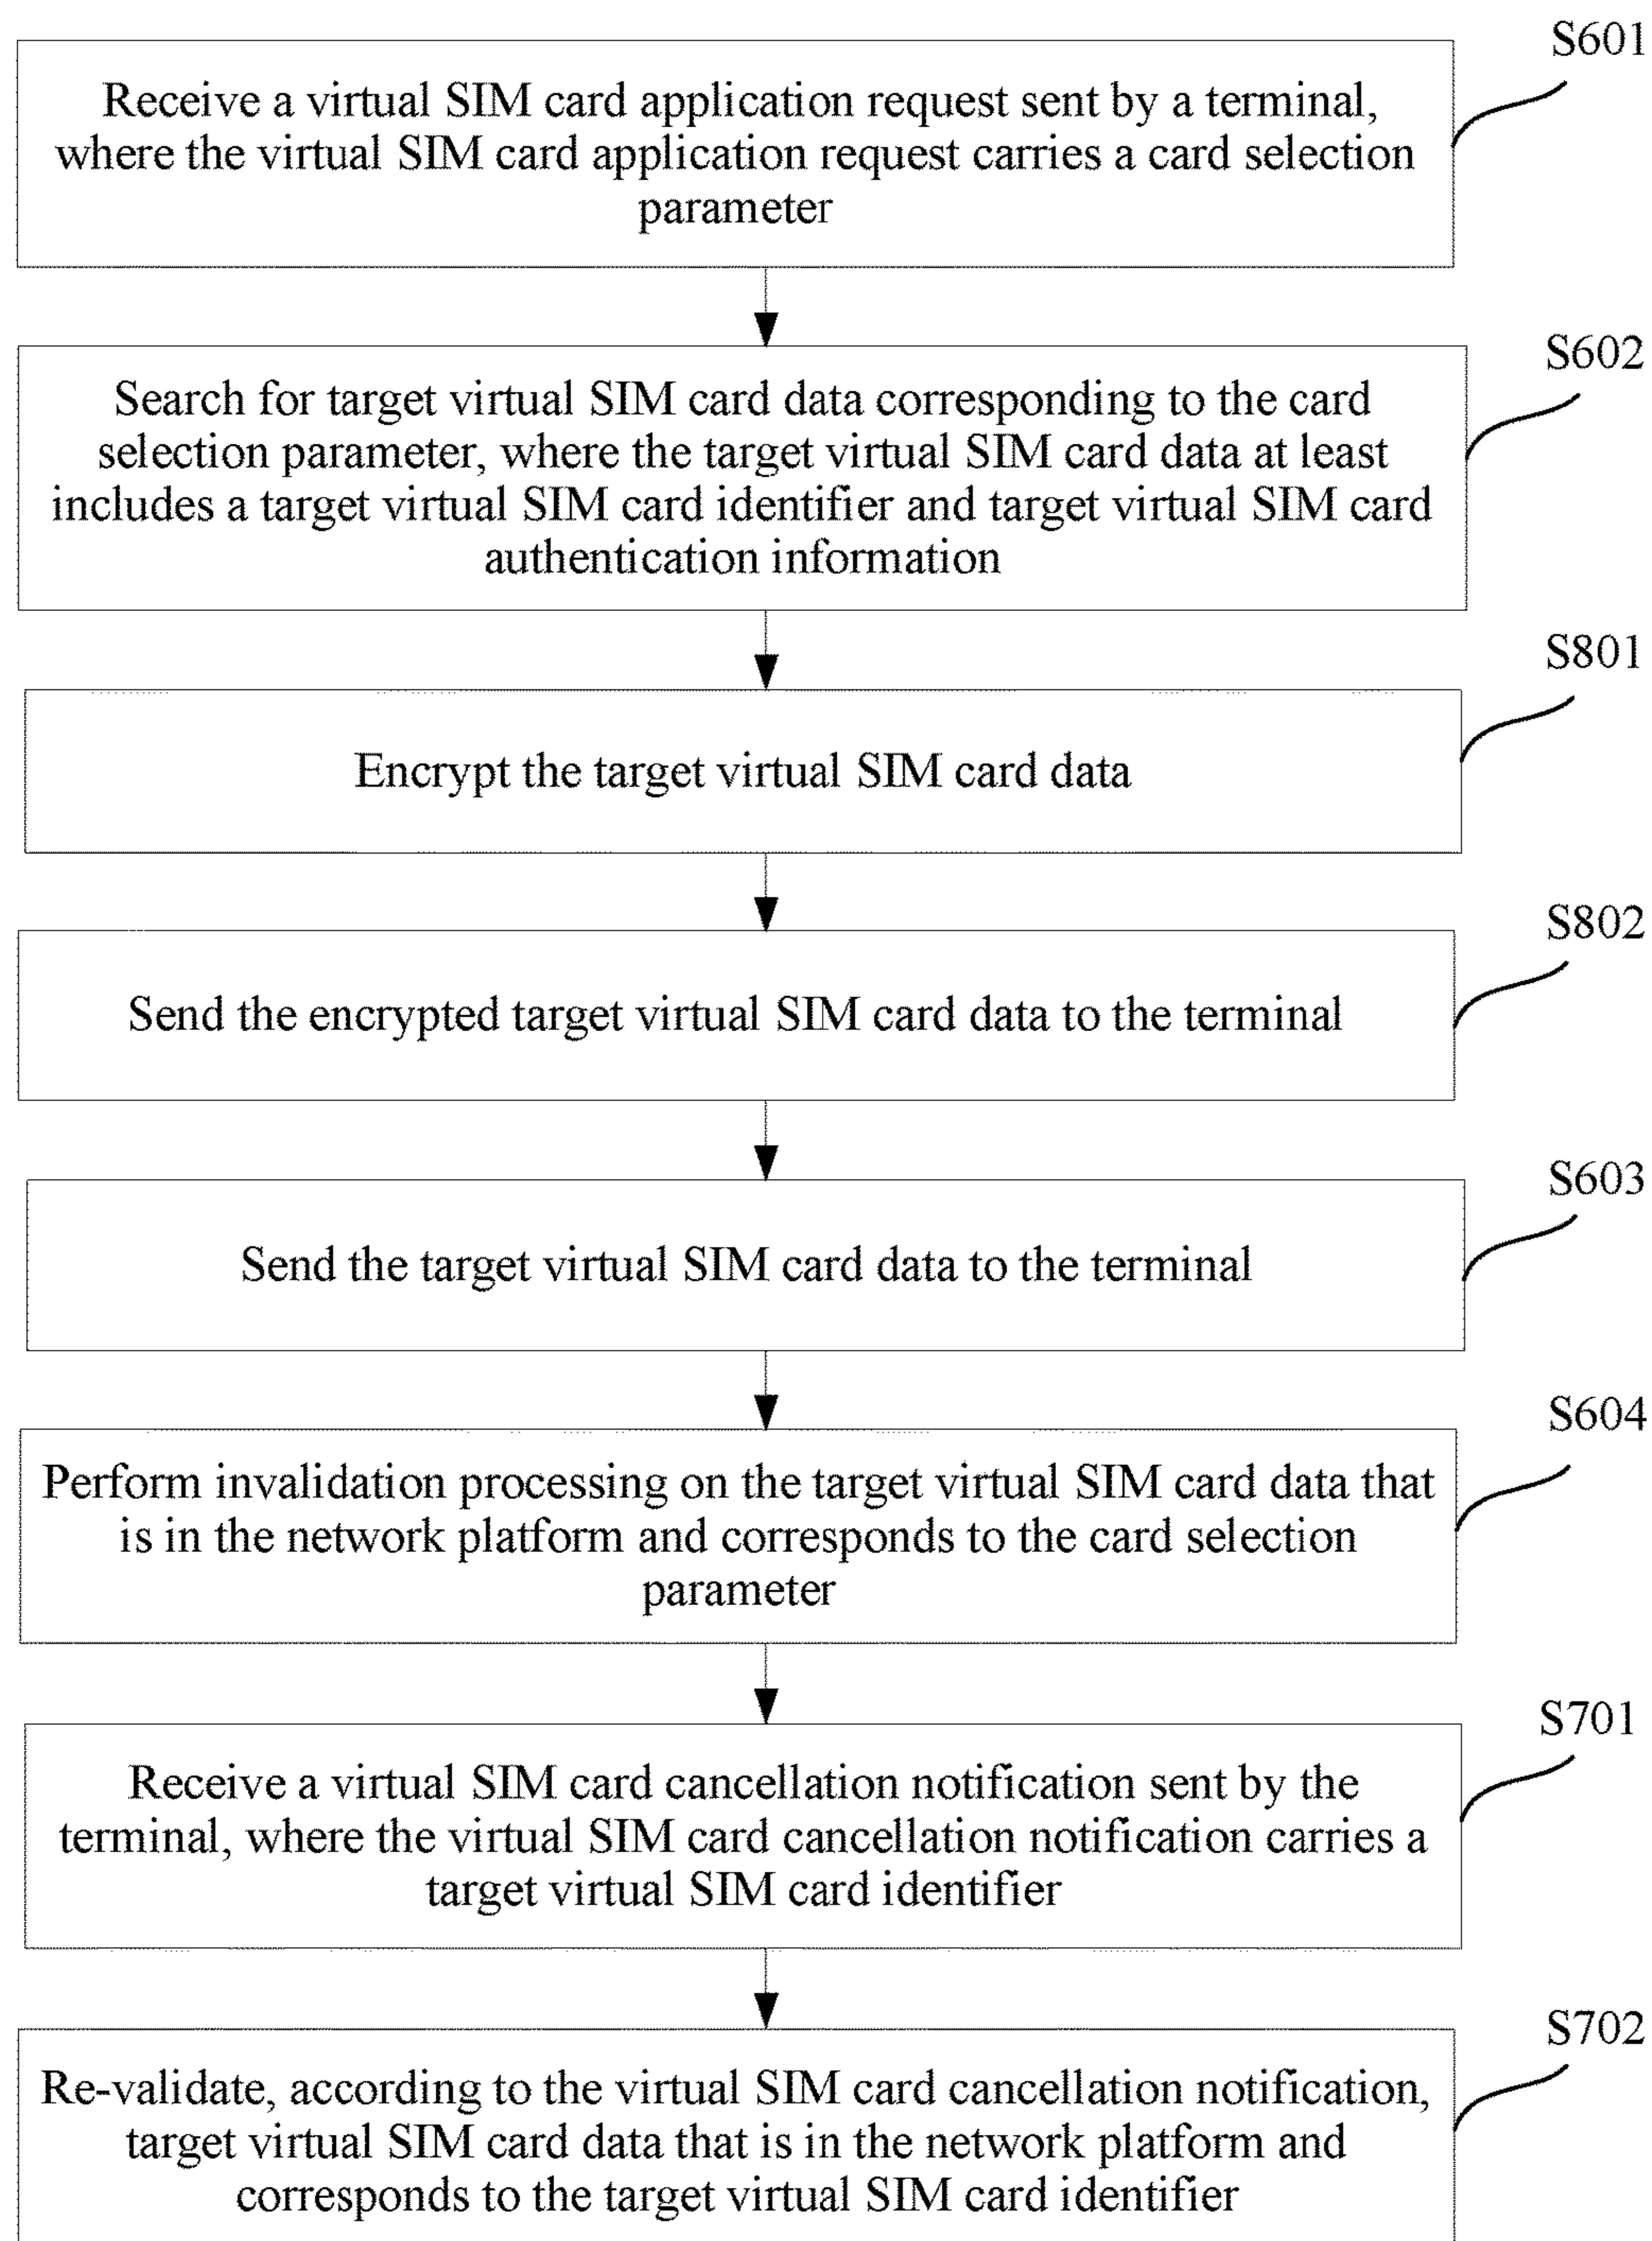 S601
Receive a virtual SIM card application request sent by a terminal,
where the virtual SIM card application request carries a card selection
parameter
S602
Search for target virtual SIM card data corresponding to the card
selection parameter, where the target virtual SIM card data at least
includes a target virtual SIM card identifier and target virtual SIM card
authentication information
S801
Encrypt the target virtual SIM card data
S802
Send the encrypted target virtual SIM card data to the terminal
S603
Send the target virtual SIM card data to the terminal
S604
Perform invalidation processing on the target virtual SIM card data that
is in the network platform and corresponds to the card selection
parameter
S701
Receive a virtual SIM card cancellation notification sent by the
terminal, where the virtual SIM card cancellation notification carries a
target virtual SIM card identifier
S702
Re-validate, according to the virtual SIM card cancellation notification,
target virtual SIM card data that is in the network platform and
corresponds to the target virtual SIM card identifier